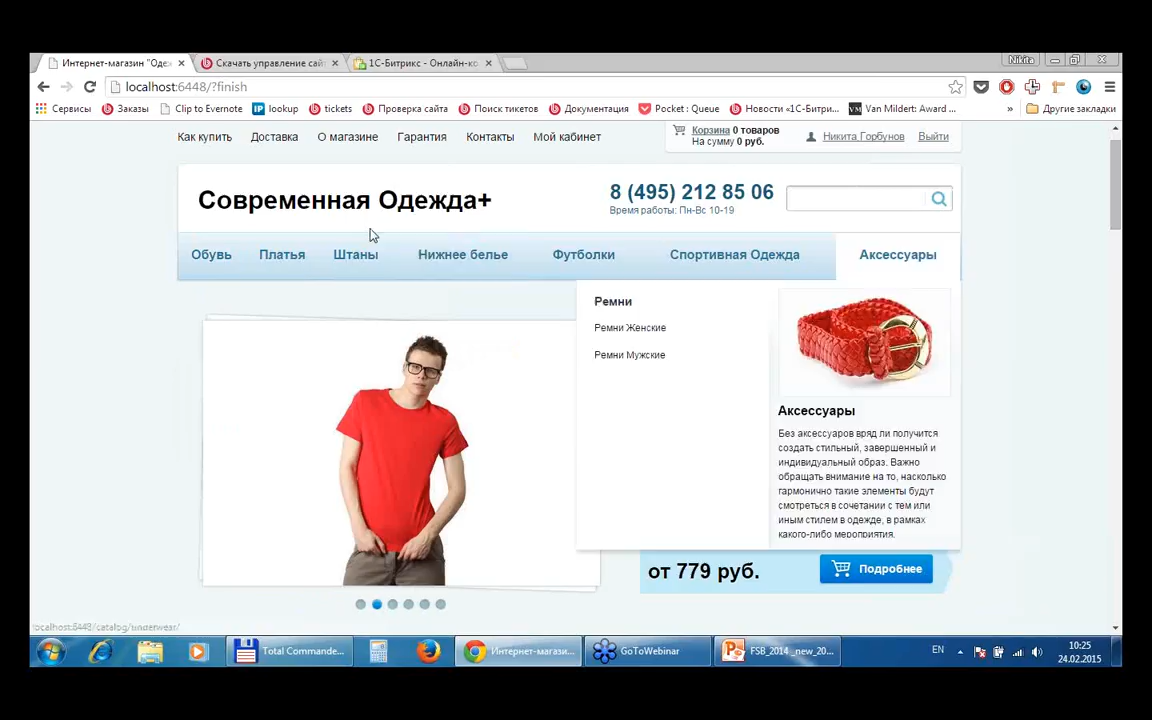 Интернет-магазин "Оде
Скачать управление сай
1С-Битрикс - Онлайн-ко
Nikita
localhost:6448/?finish
Сервисы
Заказы
Clip to Evernote
lookup
tickets
Проверка сайта
Поиск тикетов
Документация
Pocket : Queue
Новости «1С-Битри...
Van Mildert: Award ...
»
Другие закладки
Как купить
Доставка
О магазине
Гарантия
Контакты
Мой кабинет
Корзина 0 товаров
На сумму 0 руб.
Никита Горбунов
Выйти
Современная Одежда+
8 (495) 212 85 06
Время работы: Пн-Вс 10-19
Обувь
Платья
Штаны
Нижнее белье
Футболки
Спортивная Одежда
Аксессуары
Ремни
Ремни Женские
Ремни Мужские
Аксессуары
Без аксессуаров вряд ли получится
создать стильный, завершенный и
индивидуальный образ. Важно
обращать внимание на то, насколько
гармонично такие элементы будут
смотреться в сочетании с тем или
иным стилем в одежде, в рамках
какого-либо мероприятия.
от 779 руб.
Подробнее
localhost:6448/catalog/underwear/
Total Commande...
Интернет-магази...
GoToWebinar
FSB_2014 _new_20...
EN
10:25
24.02.2015